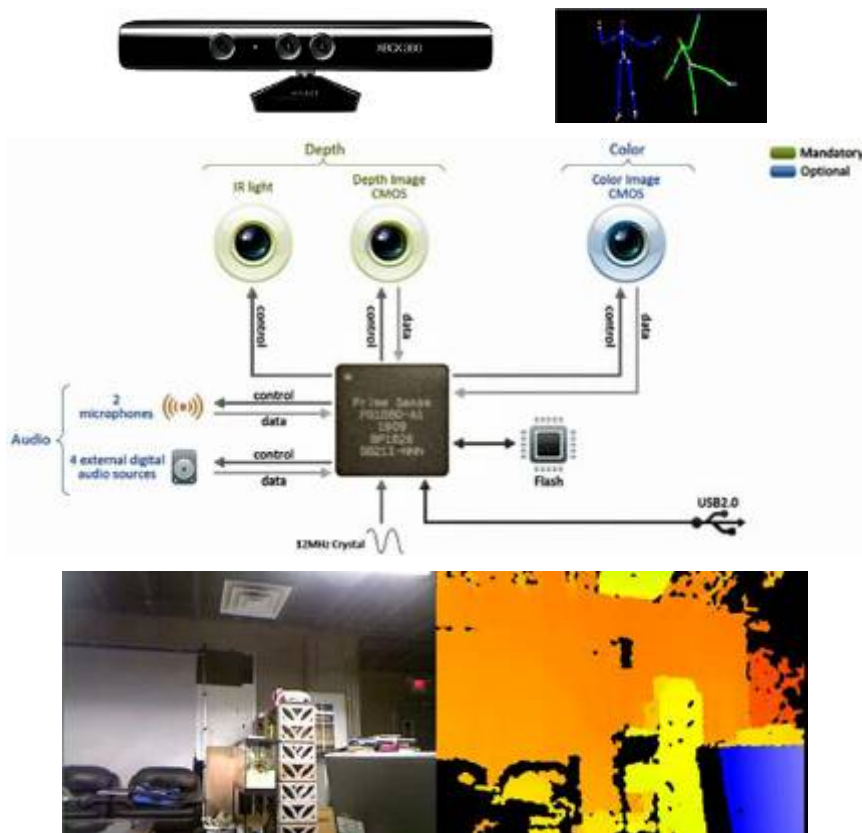 XBOX 360
Depth
Color
Mandatory
Optional
IR light
Depth Image
CMOS
Color Image
CMOS
control
control
data
control
data
2
microphones
control
data
Audio
4 external digital
audio sources
control
data
Prime Sense
Flash
USB2.0
12MHz Crystal